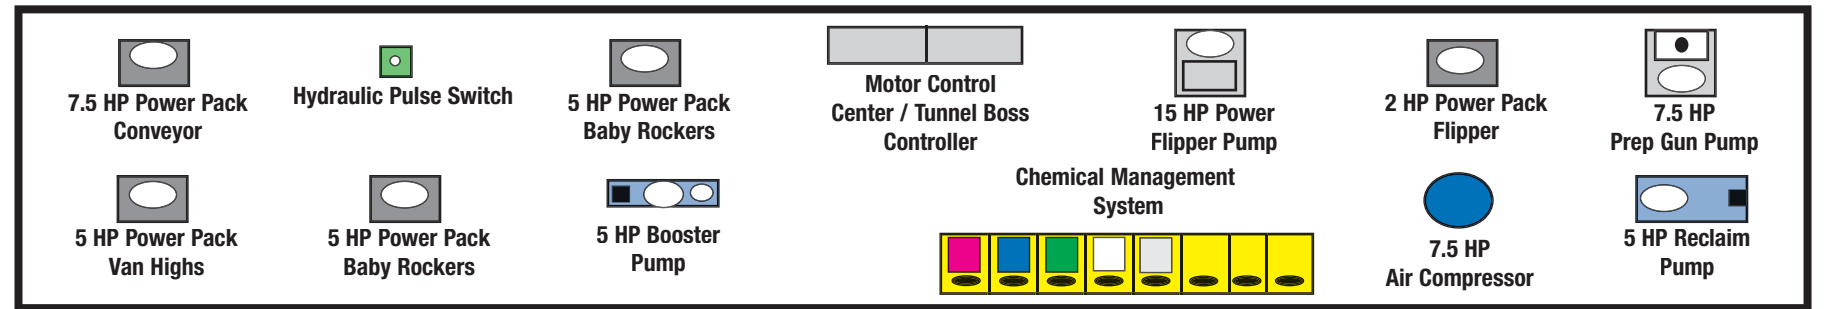 7.5 HP Power Pack
Conveyor
Hydraulic Pulse Switch
5 HP Power Pack
Baby Rockers
Motor Control
Center / Tunnel Boss
Controller
15 HP Power
Flipper Pump
2 HP Power Pack
Flipper
7.5 HP
Prep Gun Pump
5 HP Power Pack
Van Highs
5 HP Power Pack
Baby Rockers
5 HP Booster
Pump
Chemical Management
System
7.5 HP
Air Compressor
5 HP Reclaim
Pump